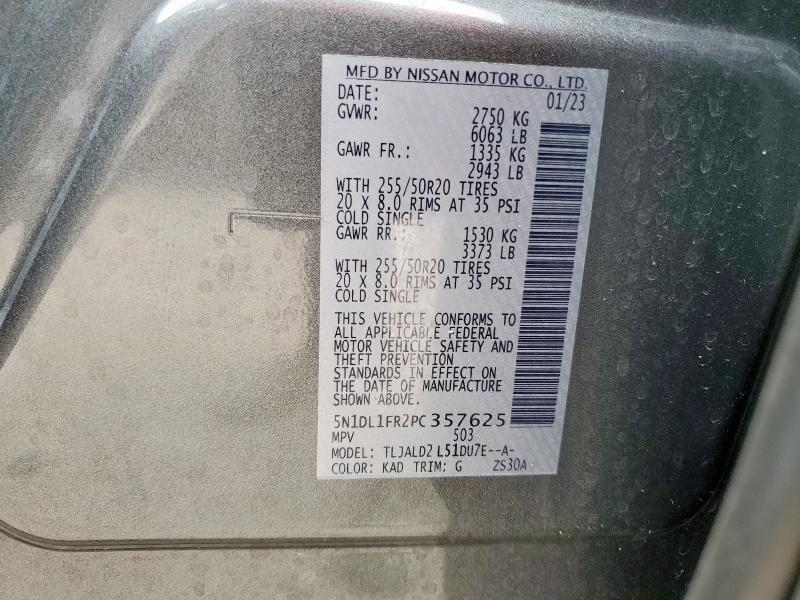 MFD BY NISSAN MOTOR CO., LTD.
DATE: 01/23
GVWR: 2750 KG
6063 LB
GAWR FR.: 1335 KG
2943 LB
WITH 255/50R20 TIRES
20 X 8.0 RIMS AT 35 PSI
COLD SINGLE
GAWR RR.: 1530 KG
3373 LB
WITH 255/50R20 TIRES
20 X 8.0 RIMS AT 35 PSI
COLD SINGLE
THIS VEHICLE CONFORMS TO
ALL APPLICABLE FEDERAL
MOTOR VEHICLE SAFETY AND
THEFT PREVENTION
STANDARDS IN EFFECT ON
THE DATE OF MANUFACTURE
SHOWN ABOVE.
5N1DL1FR2PC357625
MPV 503
MODEL: TLJALD2 L51DU7E--A-
COLOR: KAD TRIM: G ZS30A